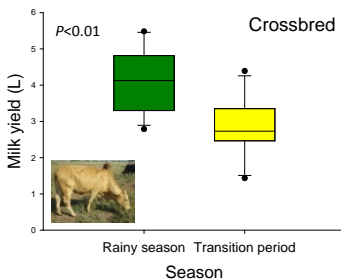 Crossbred
P<0.01
Milk yield (L)
6
5
4
3
2
1
0
Rainy season Transition period
Season